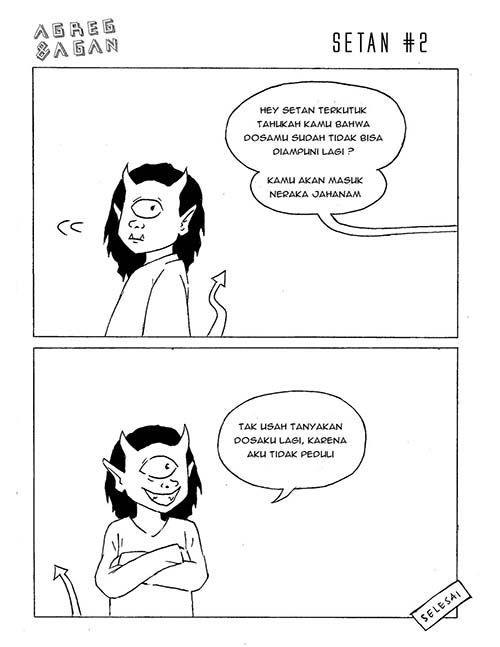 AGREG
& AGAN
SETAN #2
HEY SETAN TERKUTUK
TAHUKAH KAMU BAHWA
DOSAMU SUDAH TIDAK BISA
DIAMPUNI LAGI ?
KAMU AKAN MASUK
NERAKA JAHANAM
TAK USAH TANYAKAN
DOSAKU LAGI, KARENA
AKU TIDAK PEDULI
SELESAI